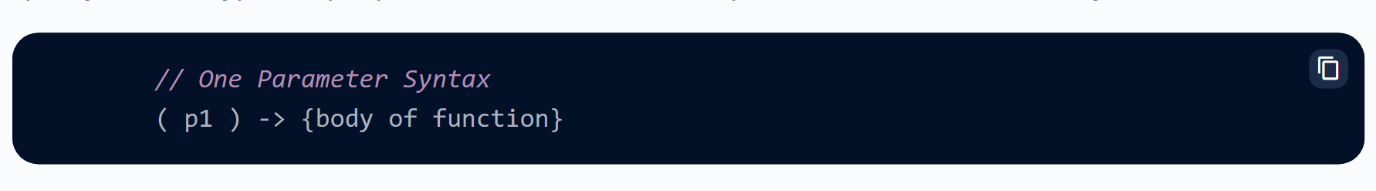 // One Parameter Syntax
( p1 ) -> {body of function}